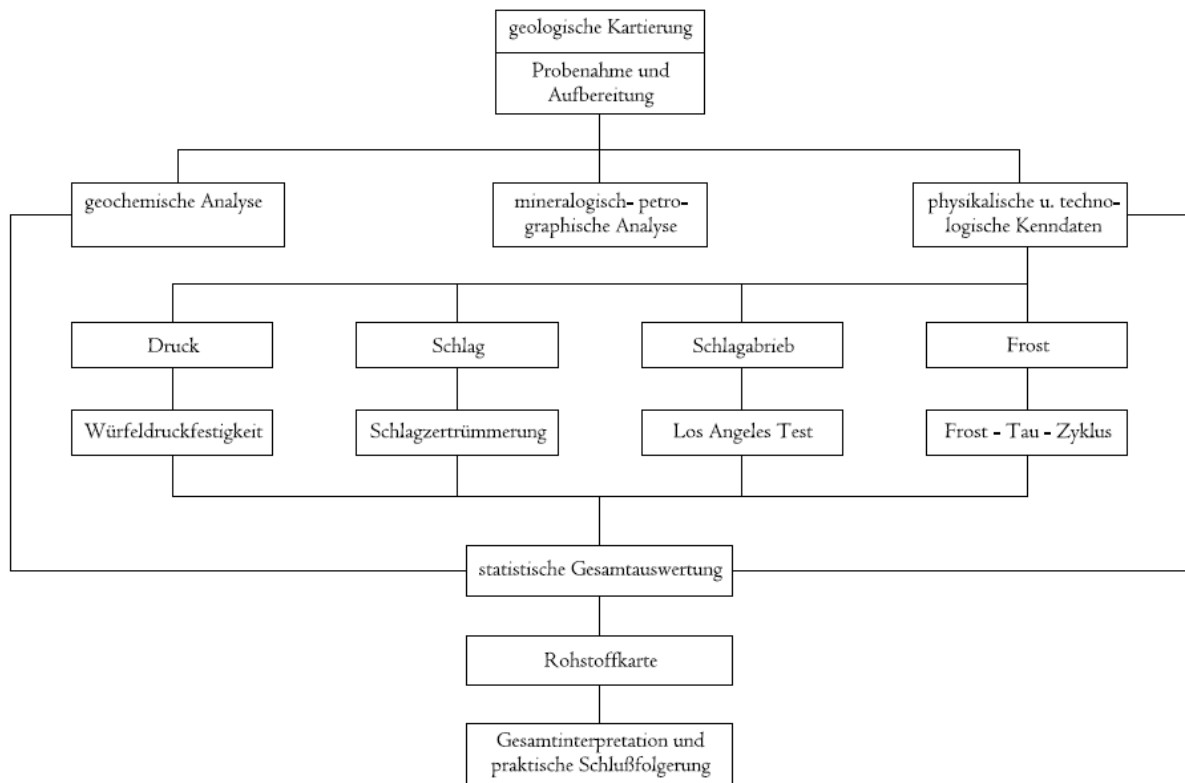 geologische Kartierung
Probenahme und
Aufbereitung
geochemische Analyse
mineralogisch- petro-
graphische Analyse
physikalische u. techno-
logische Kenndaten
Druck
Schlag
Schlagabrieb
Frost
Würfeldruckfestigkeit
Schlagzertrümmerung
Los Angeles Test
Frost - Tau - Zyklus
statistische Gesamtauswertung
Rohstoffkarte
Gesamtinterpretation und
praktische Schlußfolgerung